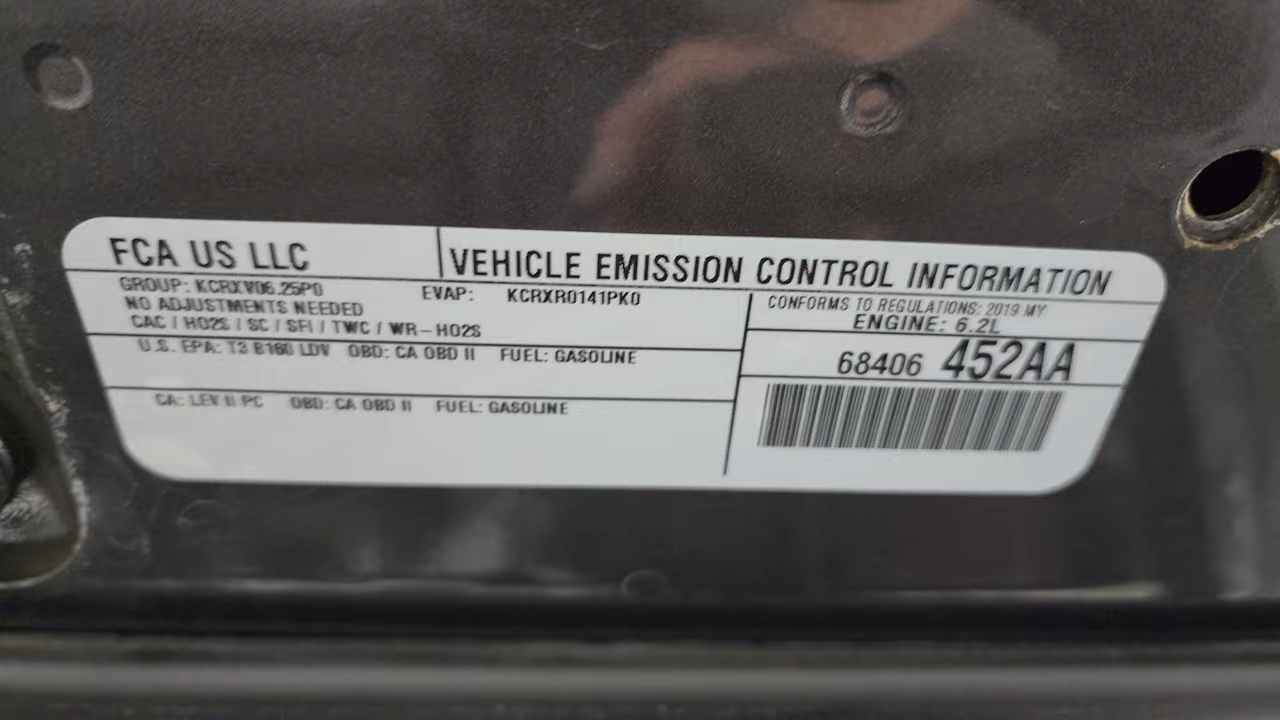 FCA US LLC
VEHICLE EMISSION CONTROL INFORMATION
GROUP: KCRXV06.25P0 EVAP: KCRXR0141PK0
NO ADJUSTMENTS NEEDED
CAC / HO2S / SC / SFI / TWC / WR-HO2S
CONFORMS TO REGULATIONS: 2019 MY
ENGINE: 6.2L
U.S. EPA: T3 B160 LDV OBD: CA OBD II FUEL: GASOLINE
68406 452AA
CA: LEV II PC OBD: CA OBD II FUEL: GASOLINE